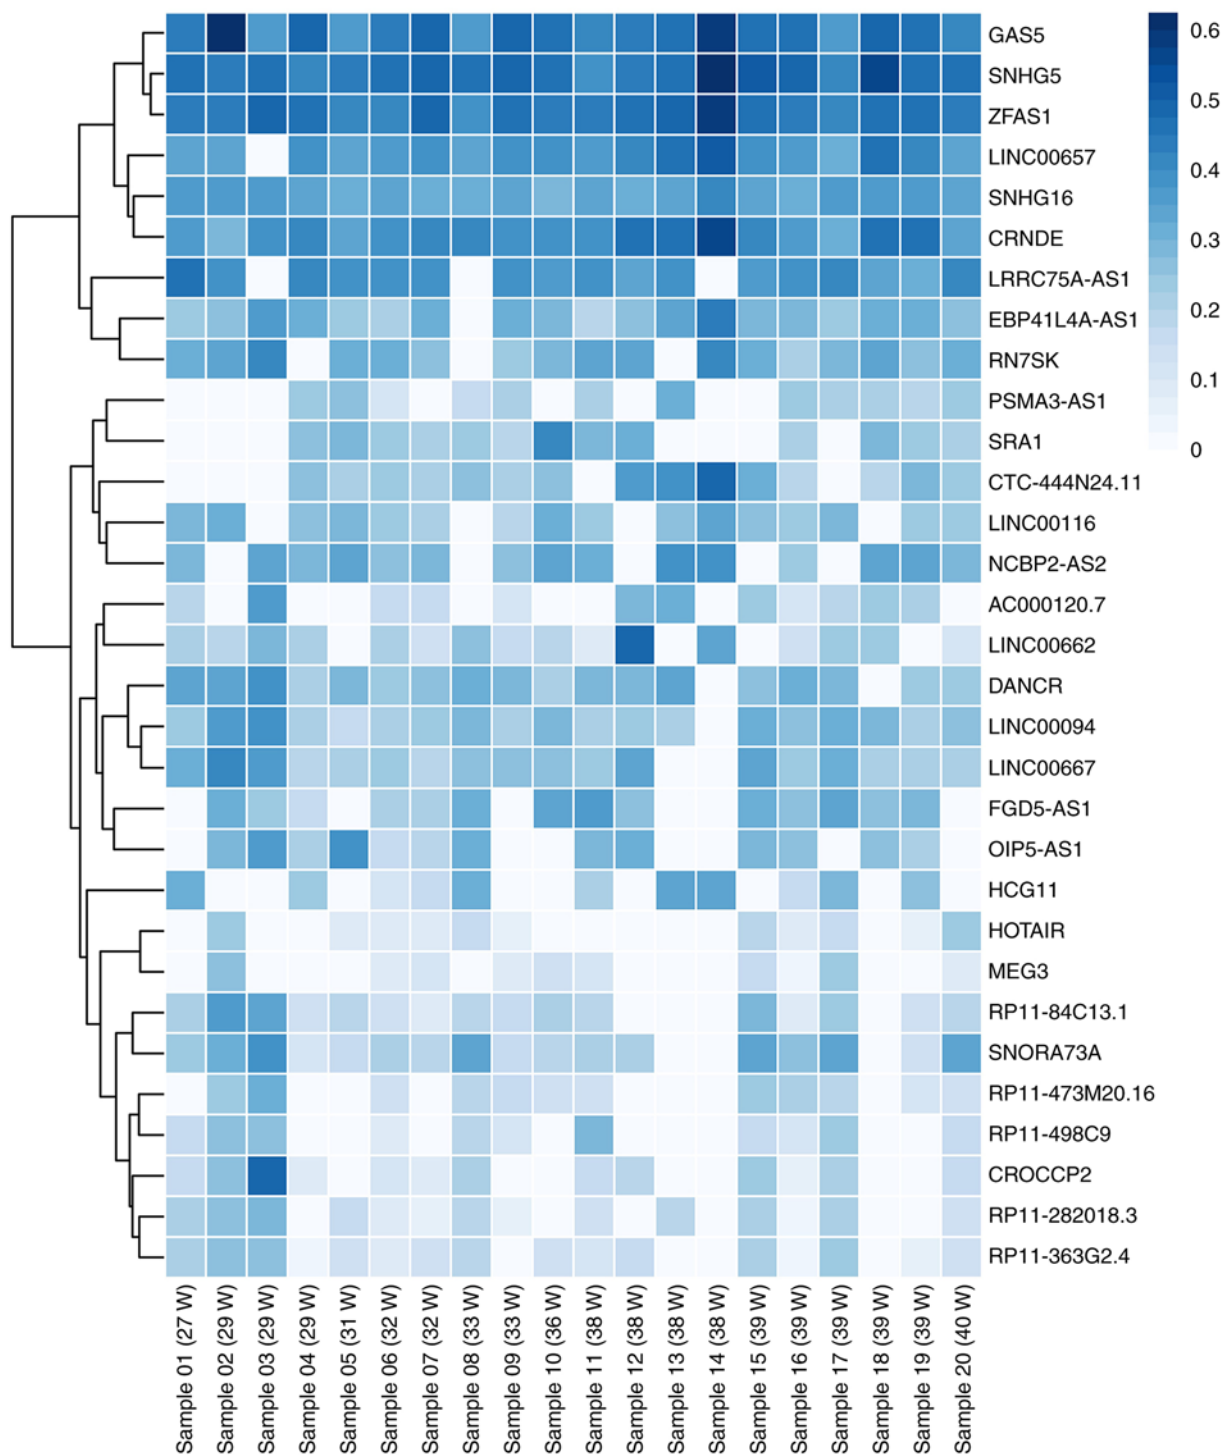 GAS5
SNHG5
ZFAS1
LINC00657
SNHG16
CRNDE
LRRC75A-AS1
EBP41L4A-AS1
RN7SK
PSMA3-AS1
SRA1
CTC-444N24.11
LINC00116
NCBP2-AS2
AC000120.7
LINC00662
DANCR
LINC00094
LINC00667
FGD5-AS1
OIP5-AS1
HCG11
HOTAIR
MEG3
RP11-84C13.1
SNORA73A
RP11-473M20.16
RP11-498C9
CROCCP2
RP11-282018.3
RP11-363G2.4
0.6
0.5
0.4
0.3
0.2
0.1
0
Sample 01 (27 W)
Sample 02 (29 W)
Sample 03 (29 W)
Sample 04 (29 W)
Sample 05 (31 W)
Sample 06 (32 W)
Sample 07 (32 W)
Sample 08 (33 W)
Sample 09 (33 W)
Sample 10 (36 W)
Sample 11 (38 W)
Sample 12 (38 W)
Sample 13 (38 W)
Sample 14 (38 W)
Sample 15 (39 W)
Sample 16 (39 W)
Sample 17 (39 W)
Sample 18 (39 W)
Sample 19 (39 W)
Sample 20 (40 W)